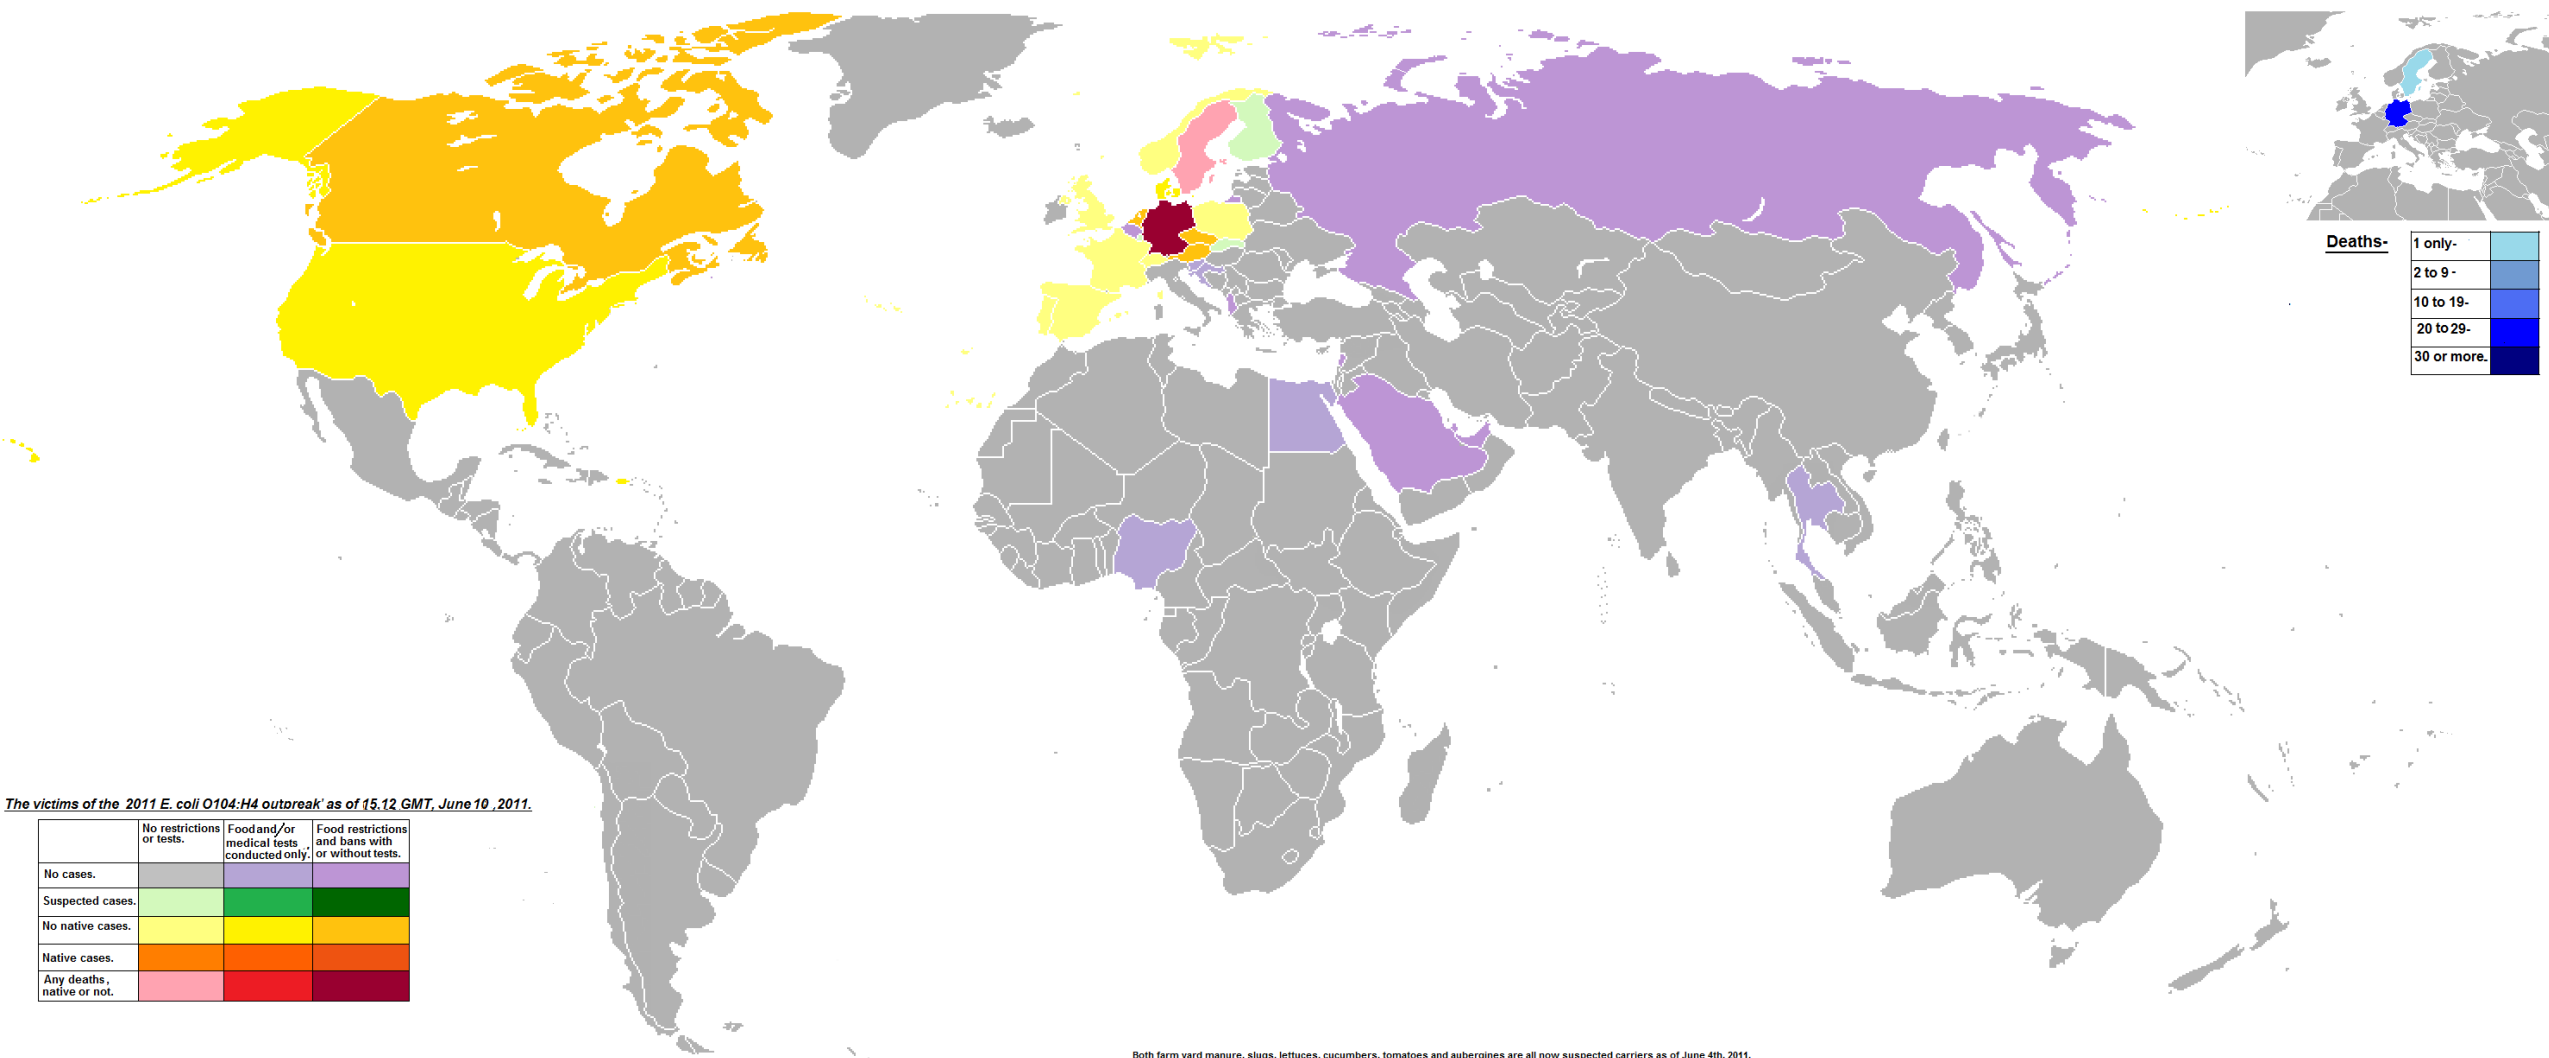 Deaths-
1 only-
2 to 9 -
10 to 19-
20 to 29-
30 or more.
The victims of the 2011 E. coli O104:H4 outbreak' as of 15.12 GMT, June 10 ,2011.
No restrictions
or tests.
Food and/or
medical tests
conducted only.
Food restrictions
and bans with
or without tests.
No cases.
Suspected cases.
No native cases.
Native cases.
Any deaths,
native or not.
Both farm yard manure, slugs, lettuces, cucumbers, tomatoes and aubergines are all now suspected carriers as of June 4th, 2011.